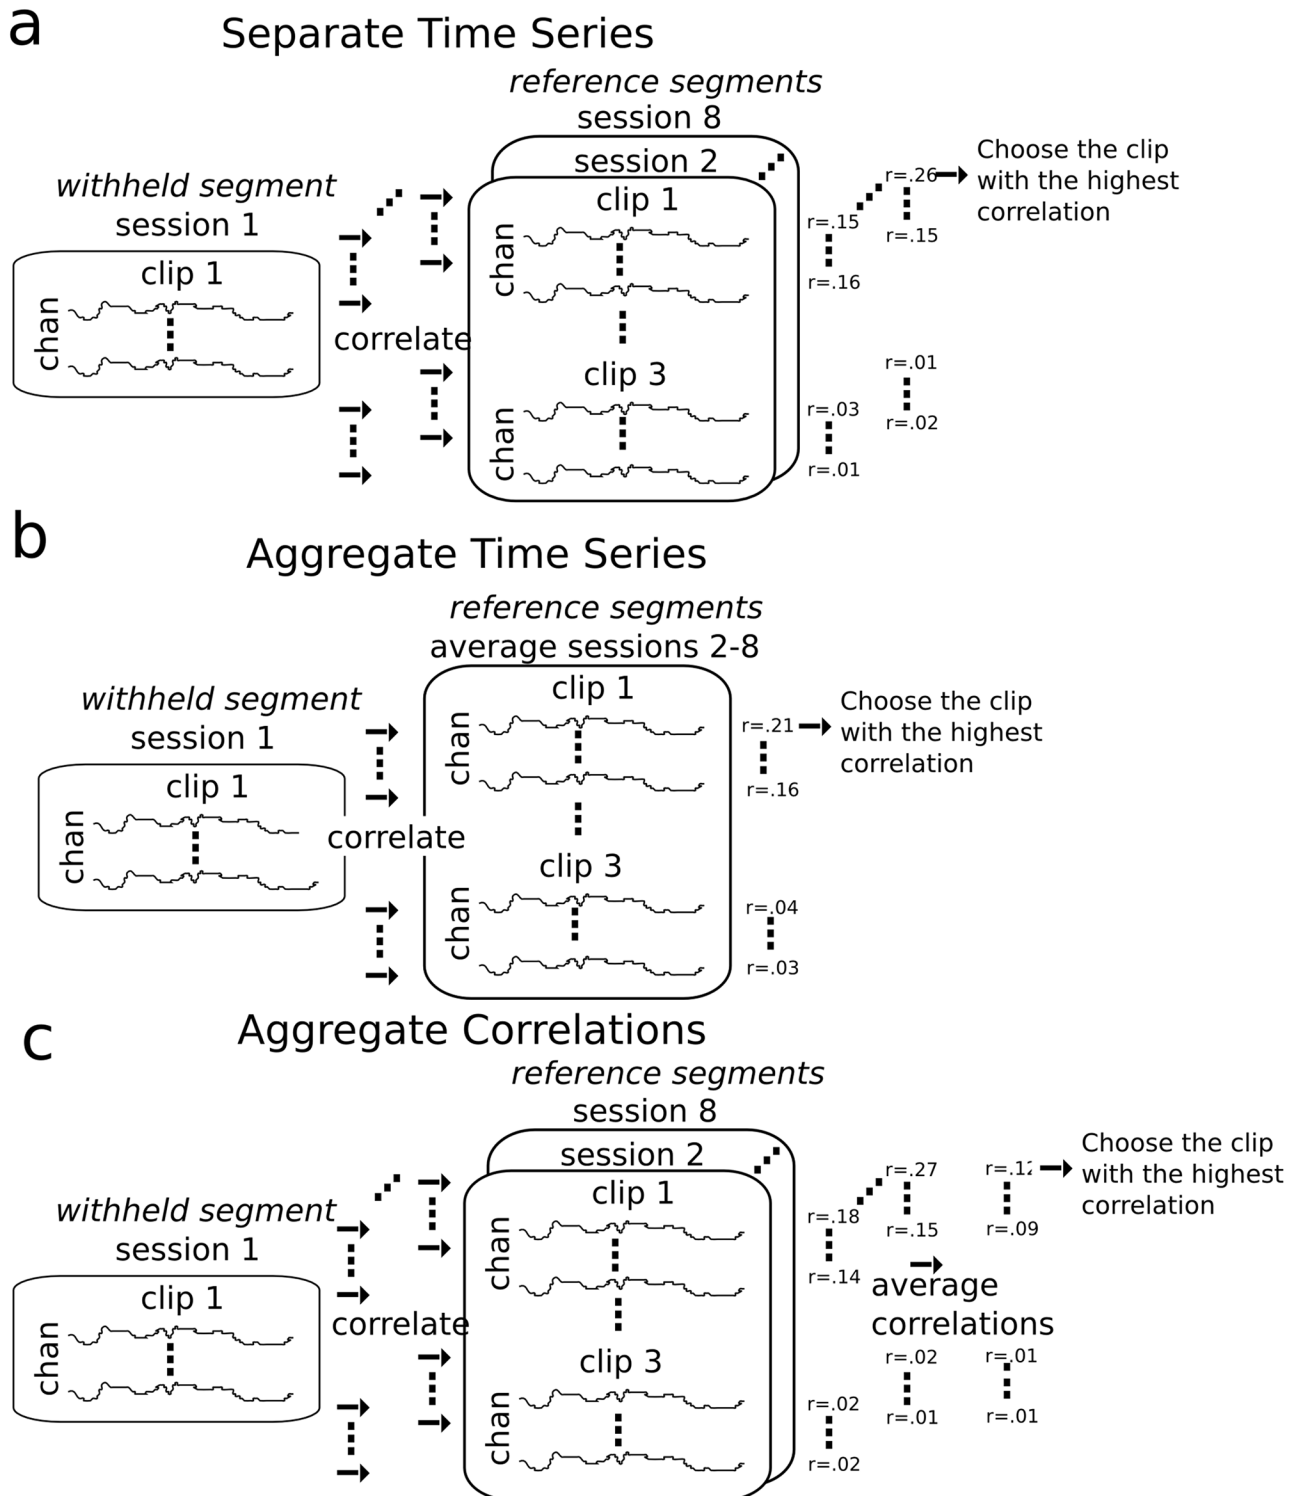 a
Separate Time Series
reference segments
session 8
session 2
clip 1
chan
clip 3
chan
withheld segment
session 1
clip 1
chan
correlate
r=.15
r=.16
r=.03
r=.01
r=.26
r=.15
r=.01
r=.02
Choose the clip
with the highest
correlation
b
Aggregate Time Series
reference segments
average sessions 2-8
clip 1
chan
clip 3
chan
withheld segment
session 1
clip 1
chan
correlate
r=.21
r=.16
r=.04
r=.03
Choose the clip
with the highest
correlation
c
Aggregate Correlations
reference segments
session 8
session 2
clip 1
chan
clip 3
chan
withheld segment
session 1
clip 1
chan
correlate
r=.18
r=.14
r=.02
r=.02
r=.27
r=.15
average
correlations
r=.02
r=.01
r=.09
r=.01
r=.01
Choose the clip
with the highest
correlation